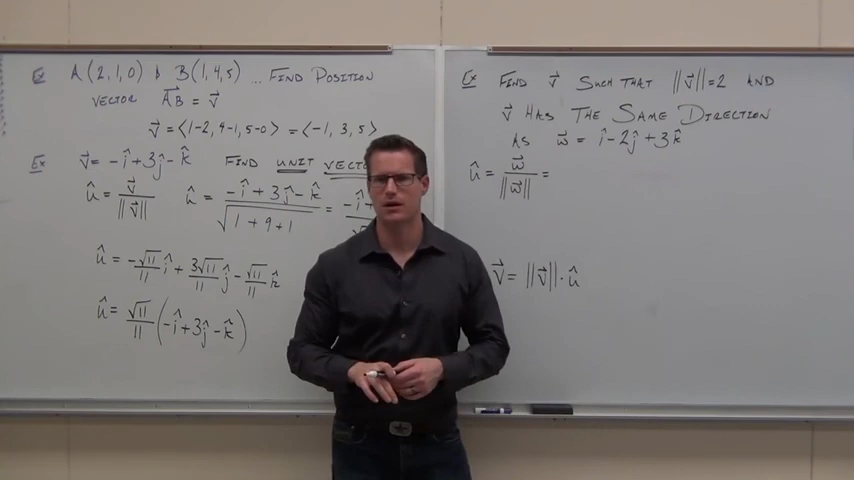 Ex A(2,1,0) & B(1,4,5) ... FIND POSITION
VECTOR AB⃗ = v⃗
v⃗ = ⟨1-2, 4-1, 5-0⟩ = ⟨-1, 3, 5⟩
Ex v⃗ = -î + 3ĵ - k̂ FIND UNIT VECTOR
û = v⃗ / ||v⃗|| û = (-î + 3ĵ - k̂) / √(1 + 9 + 1) = -î +
û = -√11/11 î + 3√11/11 ĵ - √11/11 k̂
û = √11/11 (-î + 3ĵ - k̂)
Ex FIND v⃗ SUCH THAT ||v⃗|| = 2 AND
v⃗ HAS THE SAME DIRECTION
AS w⃗ = î - 2ĵ + 3k̂
û = w⃗ / ||w⃗|| =
v⃗ = ||v⃗|| · û